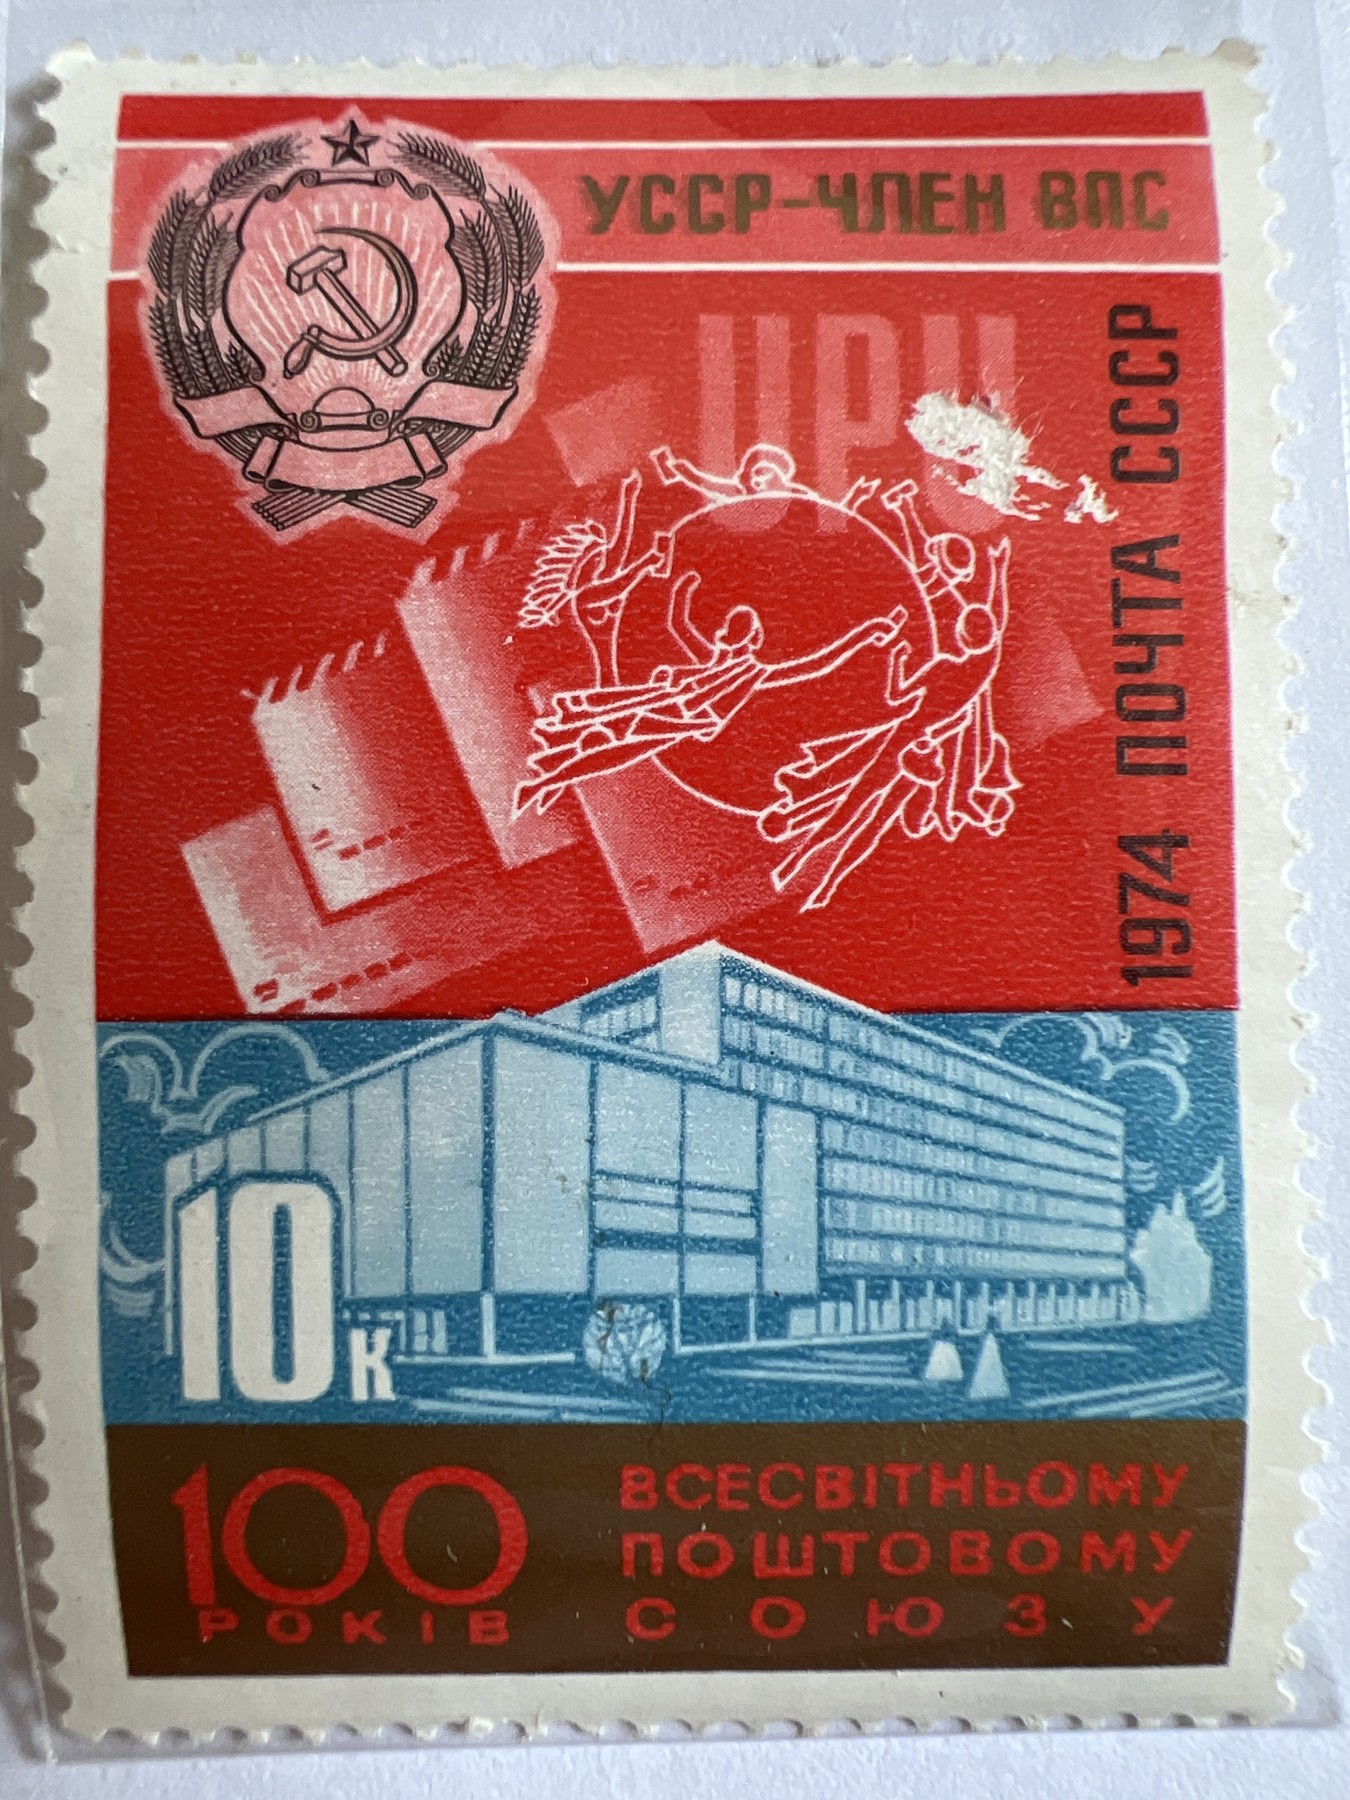 УССР-ЧЛЕН ВПС
UPU
1974 ПОЧТА СССР
10к
100
РОКІВ
ВСЕСВІТНЬОМУ
ПОШТОВОМУ
СОЮЗУ